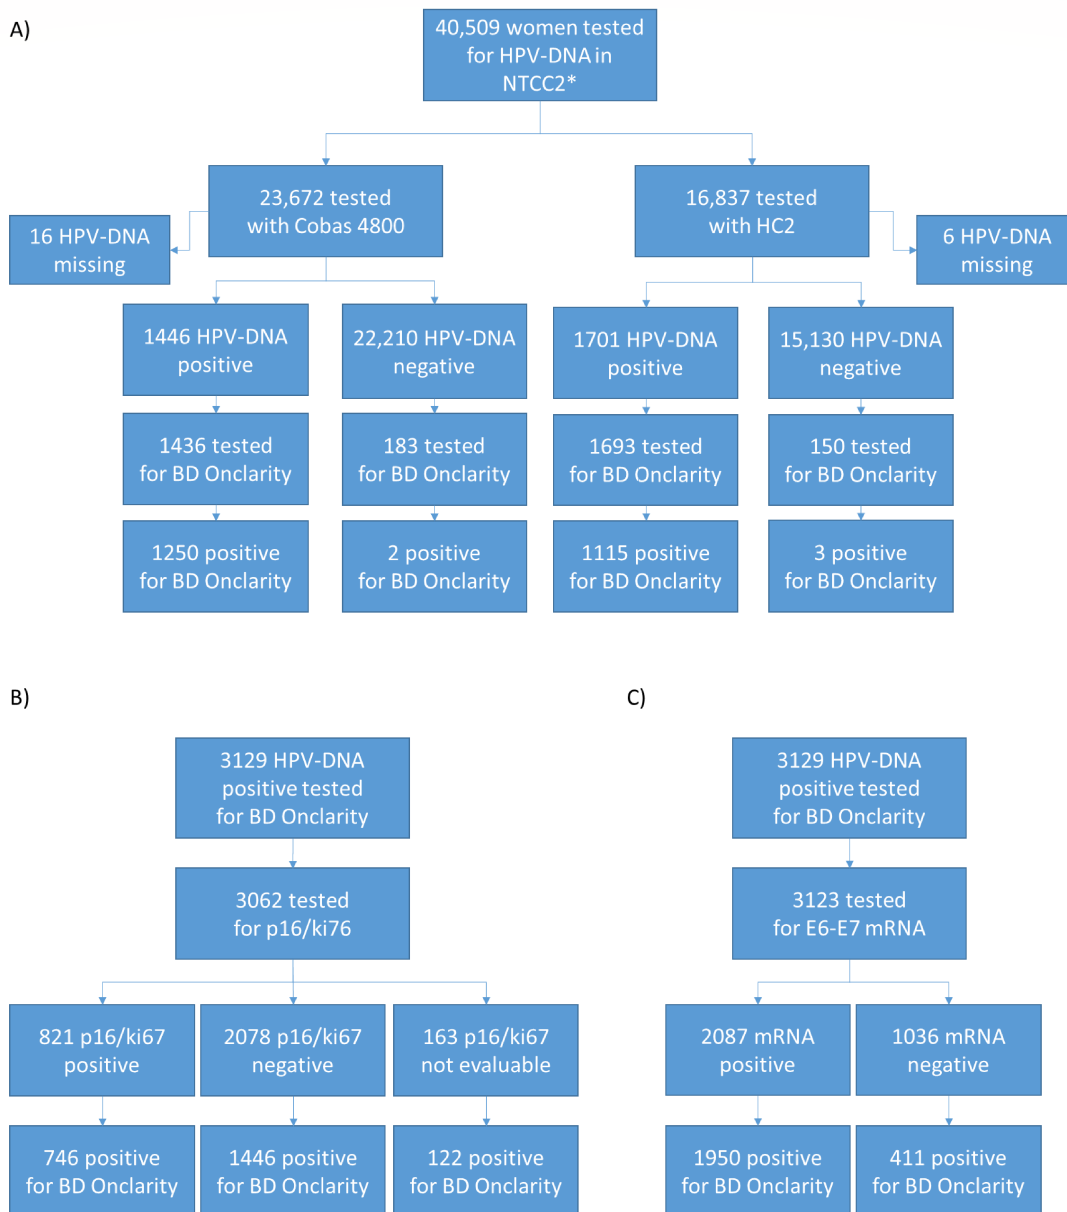 A)
40,509 women tested
for HPV-DNA in
NTCC2*
23,672 tested
with Cobas 4800
16,837 tested
with HC2
16 HPV-DNA
missing
6 HPV-DNA
missing
1446 HPV-DNA
positive
22,210 HPV-DNA
negative
1701 HPV-DNA
positive
15,130 HPV-DNA
negative
1436 tested
for BD Onclarity
183 tested
for BD Onclarity
1693 tested
for BD Onclarity
150 tested
for BD Onclarity
1250 positive
for BD Onclarity
2 positive
for BD Onclarity
1115 positive
for BD Onclarity
3 positive
for BD Onclarity
B)
3129 HPV-DNA
positive tested
for BD Onclarity
3062 tested
for p16/ki76
821 p16/ki67
positive
2078 p16/ki67
negative
163 p16/ki67
not evaluable
746 positive
for BD Onclarity
1446 positive
for BD Onclarity
122 positive
for BD Onclarity
C)
3129 HPV-DNA
positive tested
for BD Onclarity
3123 tested
for E6-E7 mRNA
2087 mRNA
positive
1036 mRNA
negative
1950 positive
for BD Onclarity
411 positive
for BD Onclarity